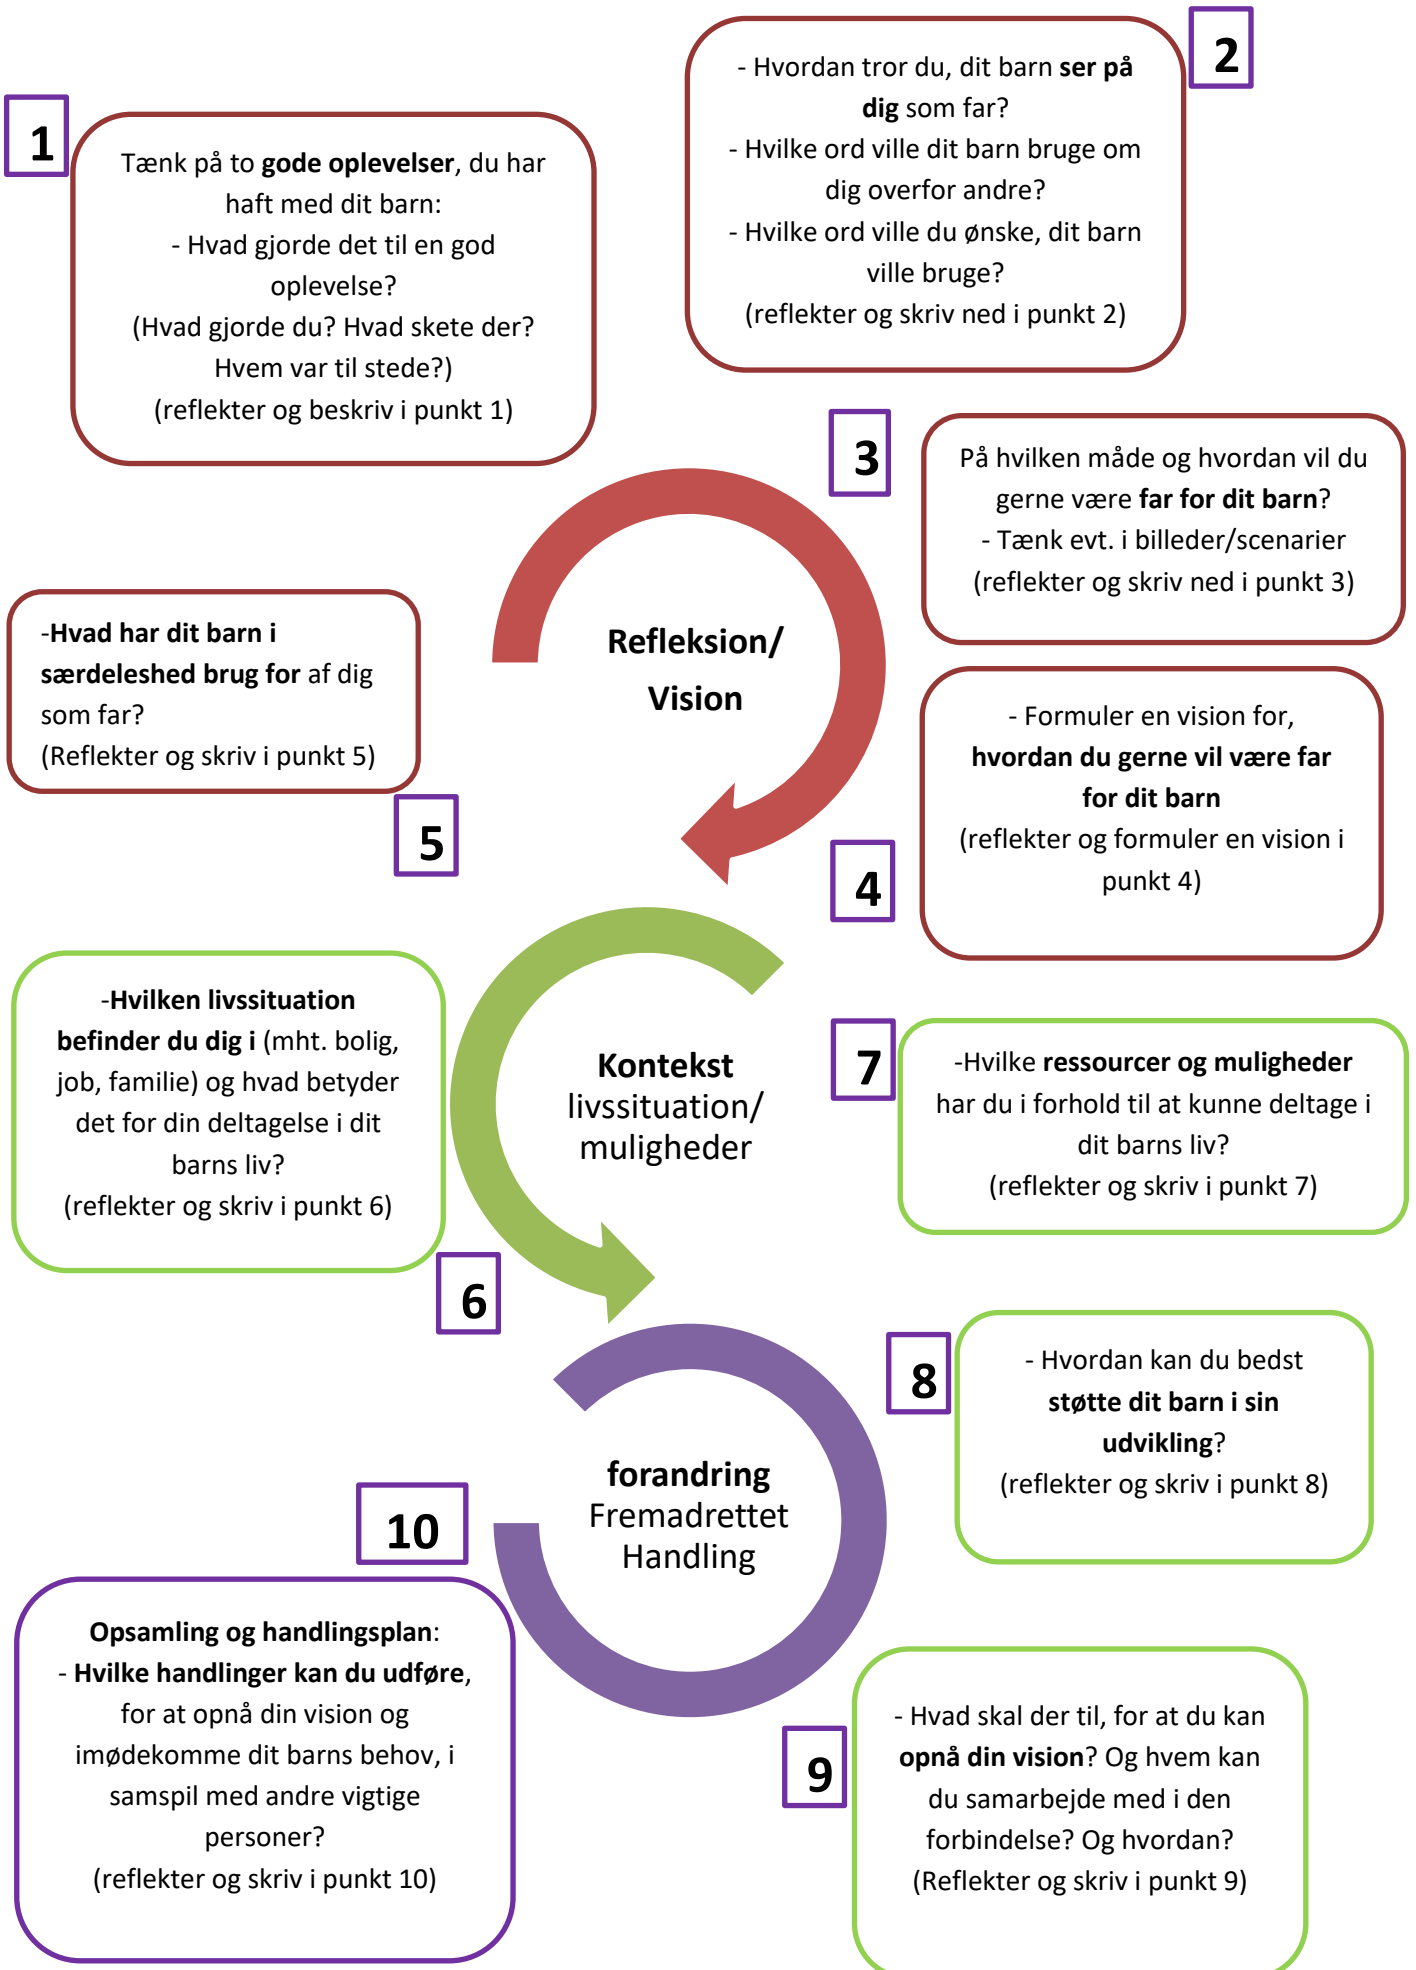 1
Tænk på to gode oplevelser, du har
haft med dit barn:
- Hvad gjorde det til en god
oplevelse?
(Hvad gjorde du? Hvad skete der?
Hvem var til stede?)
(reflekter og beskriv i punkt 1)
2
- Hvordan tror du, dit barn ser på
dig som far?
- Hvilke ord ville dit barn bruge om
dig overfor andre?
- Hvilke ord ville du ønske, dit barn
ville bruge?
(reflekter og skriv ned i punkt 2)
3
På hvilken måde og hvordan vil du
gerne være far for dit barn?
- Tænk evt. i billeder/scenarier
(reflekter og skriv ned i punkt 3)
Refleksion/
Vision
4
- Formuler en vision for,
hvordan du gerne vil være far
for dit barn
(reflekter og formuler en vision i
punkt 4)
-Hvad har dit barn i
særdeleshed brug for af dig
som far?
(Reflekter og skriv i punkt 5)
5
-Hvilken livssituation
befinder du dig i (mht. bolig,
job, familie) og hvad betyder
det for din deltagelse i dit
barns liv?
(reflekter og skriv i punkt 6)
6
Kontekst
livssituation/
muligheder
7
-Hvilke ressourcer og muligheder
har du i forhold til at kunne deltage i
dit barns liv?
(reflekter og skriv i punkt 7)
8
- Hvordan kan du bedst
støtte dit barn i sin
udvikling?
(reflekter og skriv i punkt 8)
forandring
Fremadrettet
Handling
9
- Hvad skal der til, for at du kan
opnå din vision? Og hvem kan
du samarbejde med i den
forbindelse? Og hvordan?
(Reflekter og skriv i punkt 9)
10
Opsamling og handlingsplan:
- Hvilke handlinger kan du udføre,
for at opnå din vision og
imødekomme dit barns behov, i
samspil med andre vigtige
personer?
(reflekter og skriv i punkt 10)